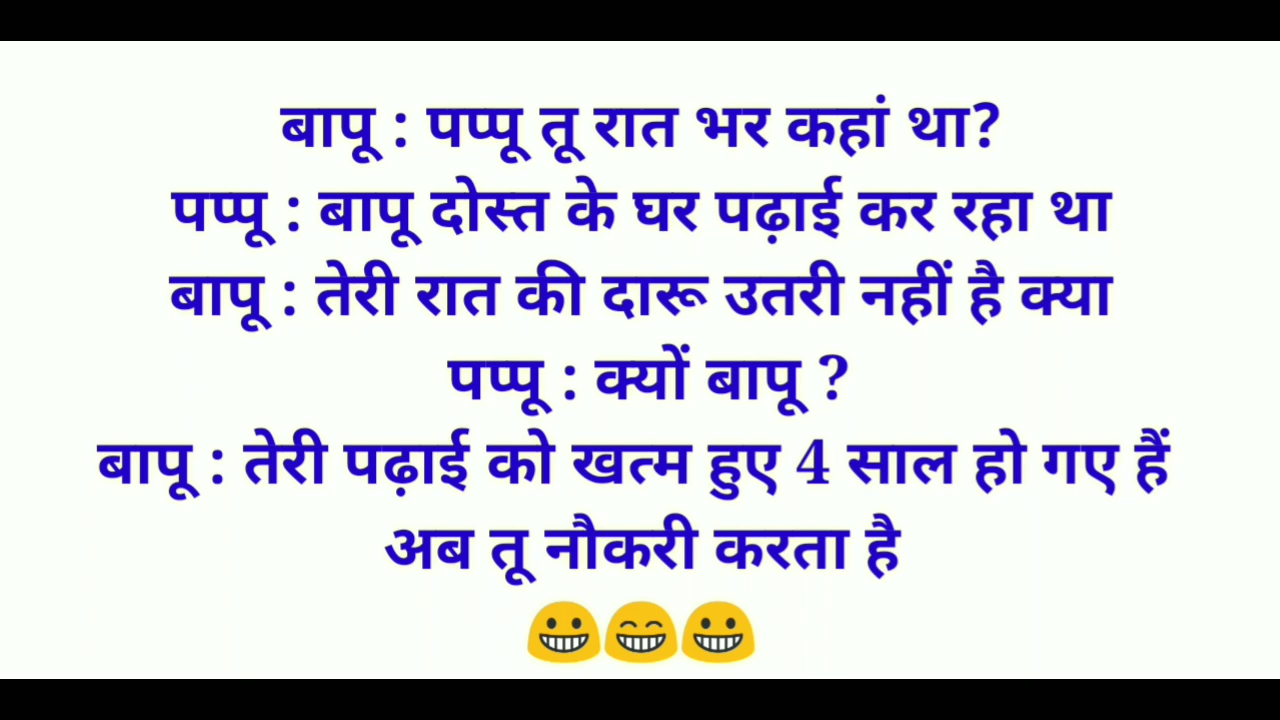 बापू : पप्पू तू रात भर कहां था?
पप्पू : बापू दोस्त के घर पढ़ाई कर रहा था
बापू : तेरी रात की दारू उतरी नहीं है क्या
पप्पू : क्यों बापू ?
बापू : तेरी पढ़ाई को खत्म हुए 4 साल हो गए हैं
अब तू नौकरी करता है
😀😁😀